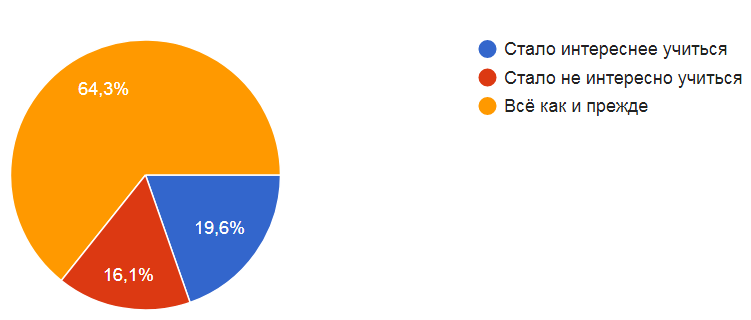 64,3%
19,6%
16,1%
Стало интереснее учиться
Стало не интересно учиться
Всё как и прежде